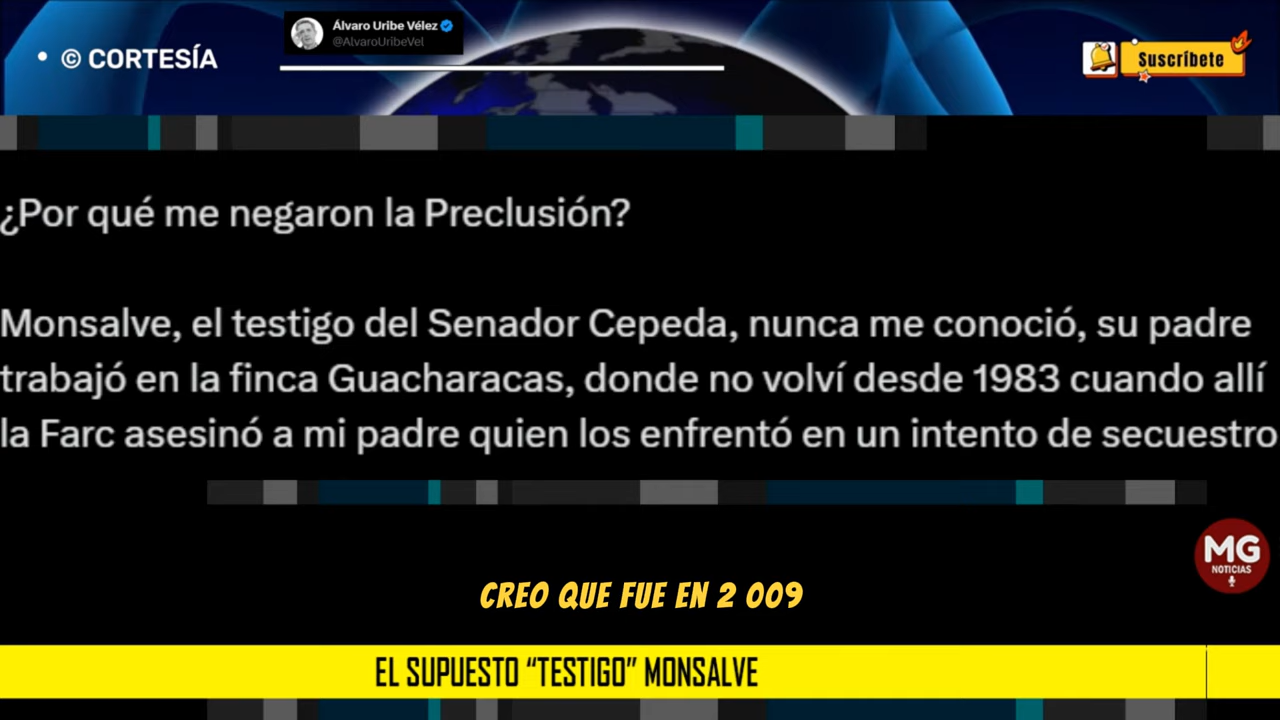 • © CORTESÍA
Álvaro Uribe Vélez
@AlvaroUribeVel
Suscríbete
¿Por qué me negaron la Preclusión?
Monsalve, el testigo del Senador Cepeda, nunca me conoció, su padre
trabajó en la finca Guacharacas, donde no volví desde 1983 cuando allí
la Farc asesinó a mi padre quien los enfrentó en un intento de secuestro
MG
NOTICIAS
CREO QUE FUE EN 2 009
EL SUPUESTO “TESTIGO” MONSALVE